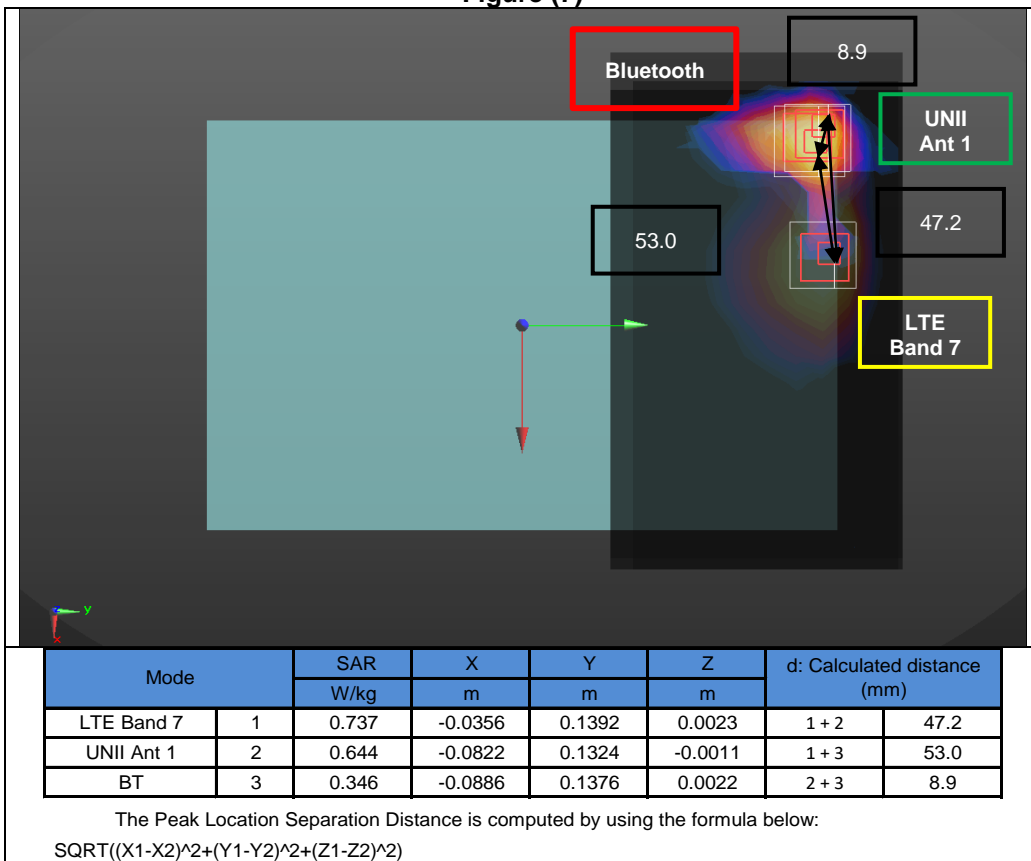 8.9
Bluetooth
UNII
Ant 1
47.2
53.0
LTE
Band 7
y
x
Mode SAR X Y Z d: Calculated distance (mm)
W/kg m m m
LTE Band 7 1 0.737 -0.0356 0.1392 0.0023 1 + 2 47.2
UNII Ant 1 2 0.644 -0.0822 0.1324 -0.0011 1 + 3 53.0
BT 3 0.346 -0.0886 0.1376 0.0022 2 + 3 8.9
The Peak Location Separation Distance is computed by using the formula below:
SQRT((X1-X2)^2+(Y1-Y2)^2+(Z1-Z2)^2)